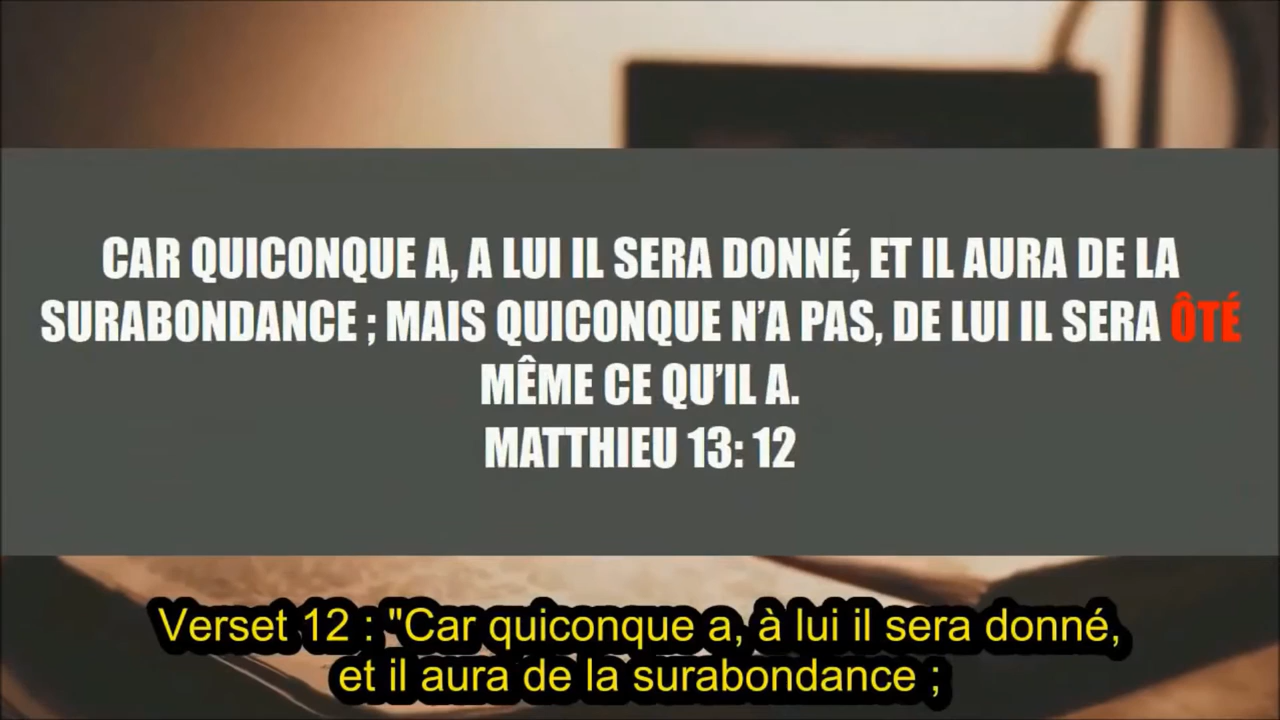 CAR QUICONQUE A, A LUI IL SERA DONNÉ, ET IL AURA DE LA
SURABONDANCE ; MAIS QUICONQUE N'A PAS, DE LUI IL SERA ÔTÉ
MÊME CE QU'IL A.
MATTHIEU 13: 12
Verset 12 : "Car quiconque a, à lui il sera donné,
et il aura de la surabondance ;